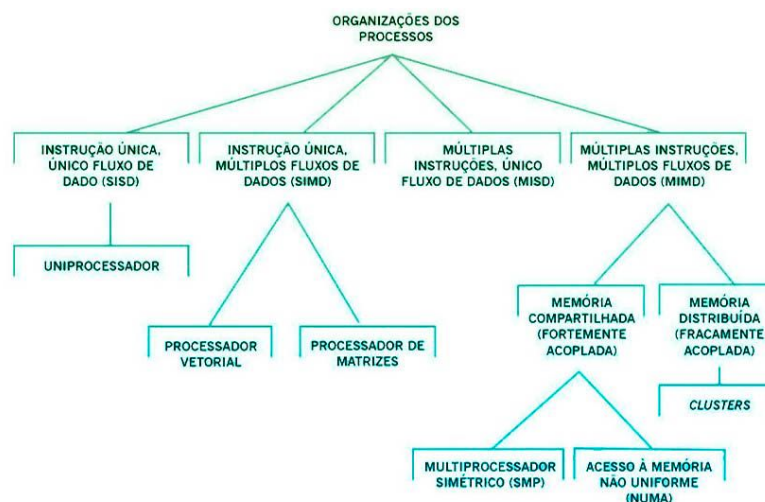 ORGANIZAÇÕES DOS
PROCESSOS
INSTRUÇÃO ÚNICA,
ÚNICO FLUXO DE
DADO (SISD)
INSTRUÇÃO ÚNICA,
MÚLTIPLOS FLUXOS DE
DADOS (SIMD)
MÚLTIPLAS
INSTRUÇÕES, ÚNICO
FLUXO DE DADOS (MISD)
MÚLTIPLAS INSTRUÇÕES,
MÚLTIPLOS FLUXOS DE
DADOS (MIMD)
UNIPROCESSADOR
PROCESSADOR
VETORIAL
PROCESSADOR DE
MATRIZES
MEMÓRIA
COMPARTILHADA
(FORTEMENTE
ACOPLADA)
MEMÓRIA
DISTRIBUÍDA
(FRACAMENTE
ACOPLADA)
CLUSTERS
MULTIPROCESSADOR
SIMÉTRICO (SMP)
ACESSO À MEMÓRIA
NÃO UNIFORME
(NUMA)